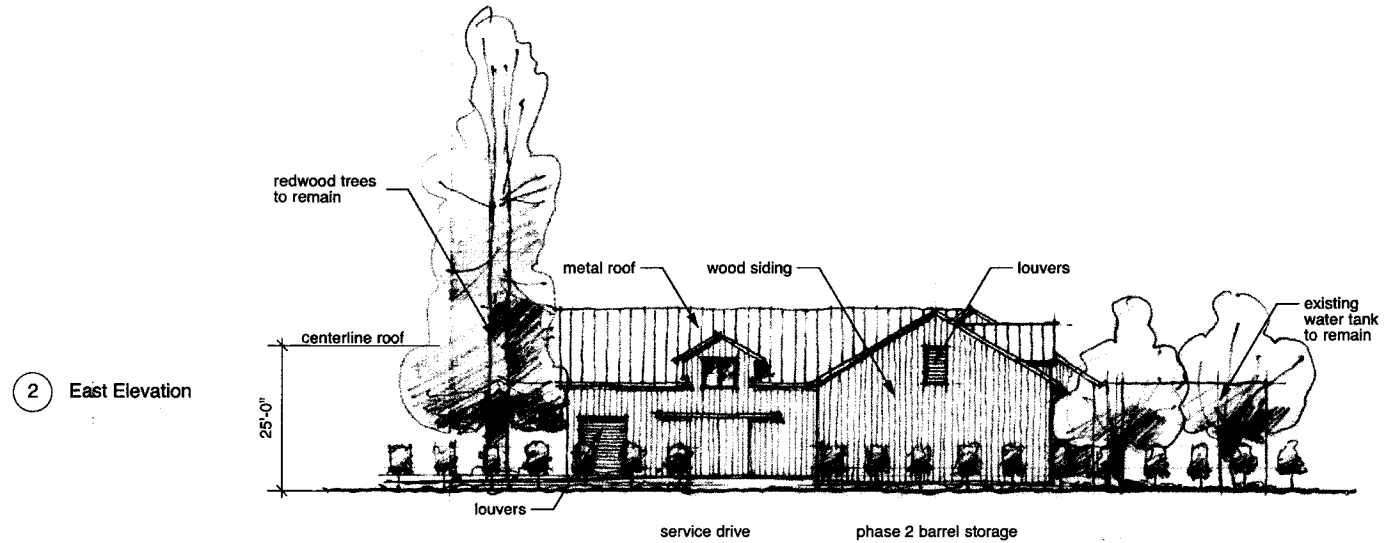 redwood trees
to remain
metal roof
wood siding
louvers
existing
water tank
to remain
centerline roof
2 East Elevation
25'-0"
louvers
service drive
phase 2 barrel storage